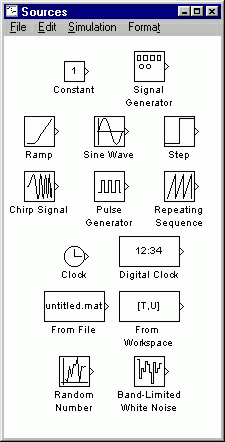 Sources
File Edit Simulation Format
1
Constant
Signal
Generator
Ramp
Sine Wave
Step
Chirp Signal
Pulse
Generator
Repeating
Sequence
Clock
12:34
Digital Clock
untitled.mat
From File
[T,U]
From
Workspace
Random
Number
Band-Limited
White Noise